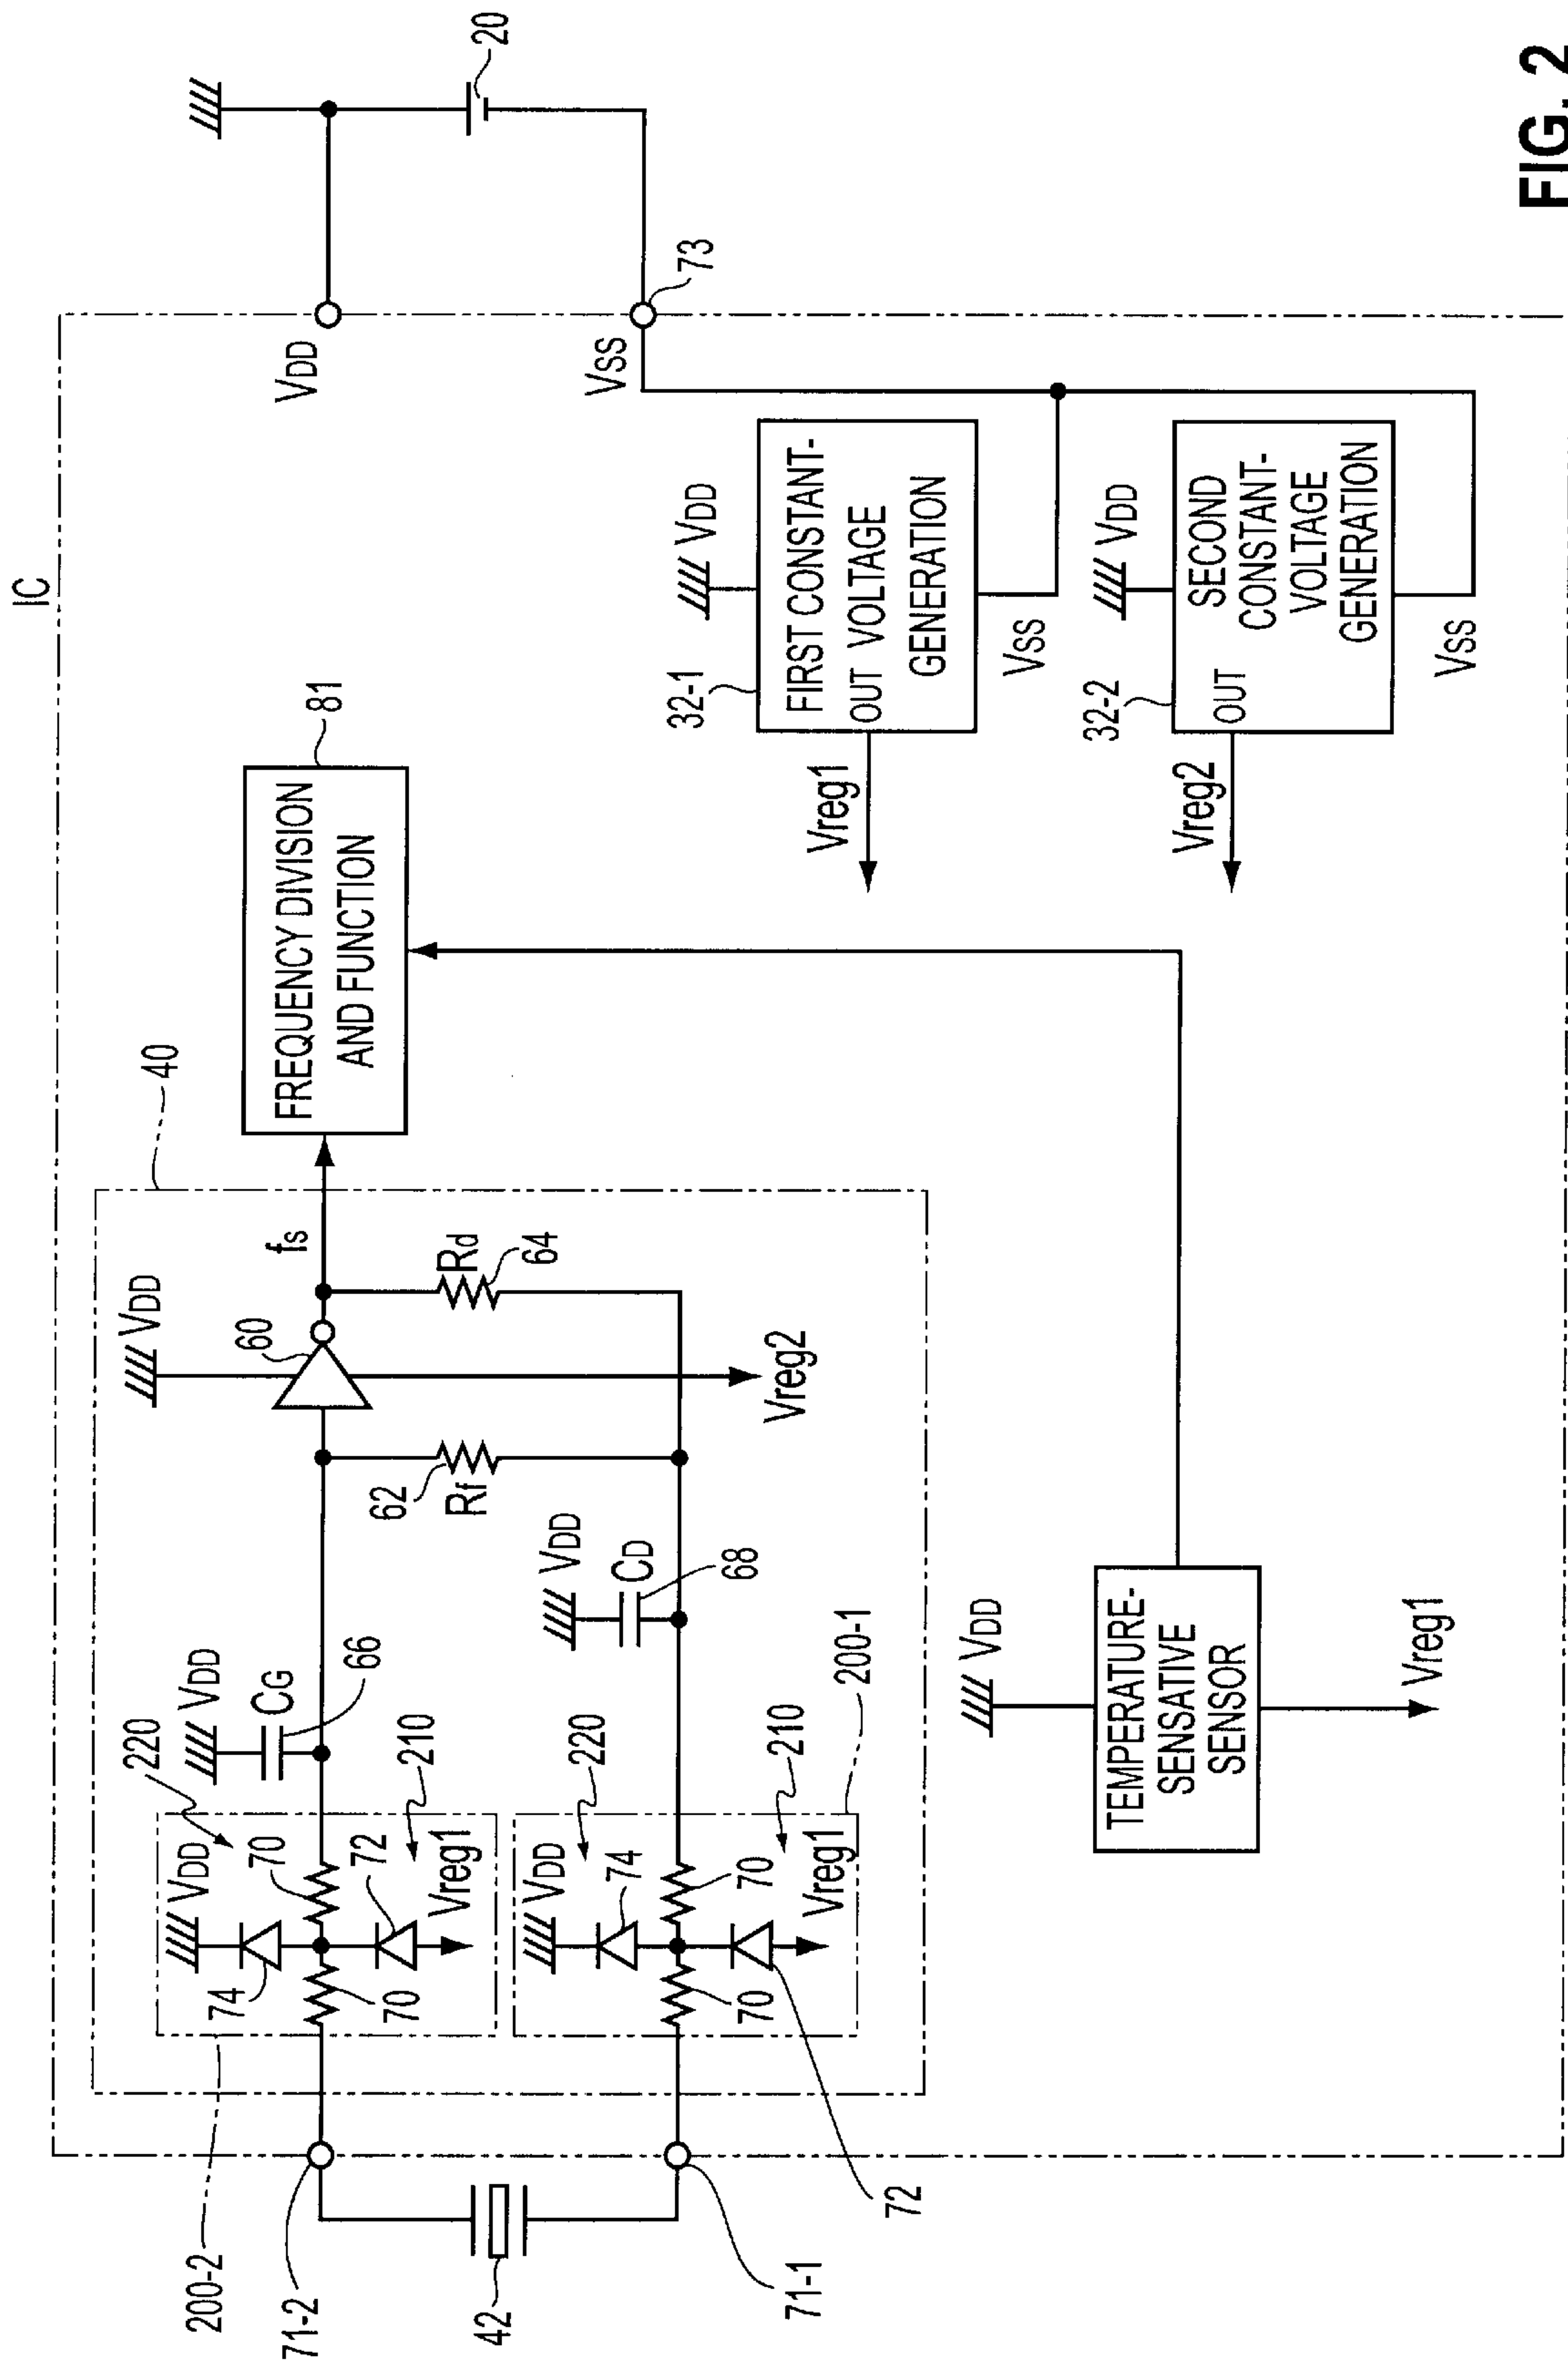 IC
200-2
71-2
42
71-1
72
40
220
VDD
74
70
70
72
210
Vreg1
VDD
CG
66
220
VDD
74
70
70
210
Vreg1
200-1
VDD
CD
68
62
Rf
VDD
60
Vreg2
fs
Rd
64
81
FREQUENCY DIVISION
AND FUNCTION
TEMPERATURE-
SENSATIVE
SENSOR
VDD
Vreg1
32-1
VDD
FIRST CONSTANT-
OUT VOLTAGE
GENERATION
Vreg1
VSS
32-2
VDD
SECOND
CONSTANT-
VOLTAGE
GENERATION
OUT
Vreg2
VSS
VDD
VSS
73
20
FIG. 2